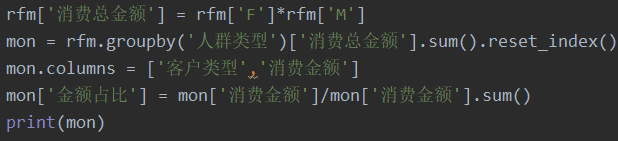 rfm['消费总金额'] = rfm['F']*rfm['M']
mon = rfm.groupby('人群类型')['消费总金额'].sum().reset_index()
mon.columns = ['客户类型','消费金额']
mon['金额占比'] = mon['消费金额']/mon['消费金额'].sum()
print(mon)